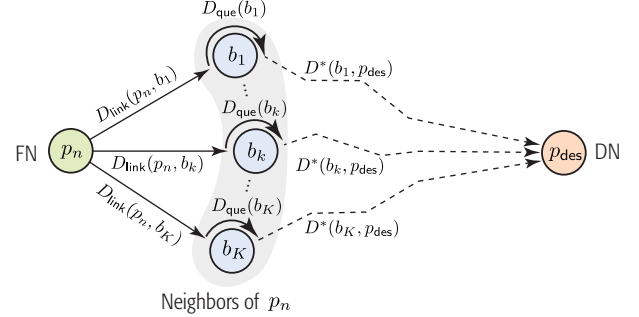 D_que(b_1)
b_1
D*(b_1, p_des)
D_link(p_n, b_1)
...
D_que(b_k)
FN
p_n
D_link(p_n, b_k)
b_k
D*(b_k, p_des)
p_des
DN
...
D_que(b_K)
D_link(p_n, b_K)
b_K
D*(b_K, p_des)
Neighbors of p_n